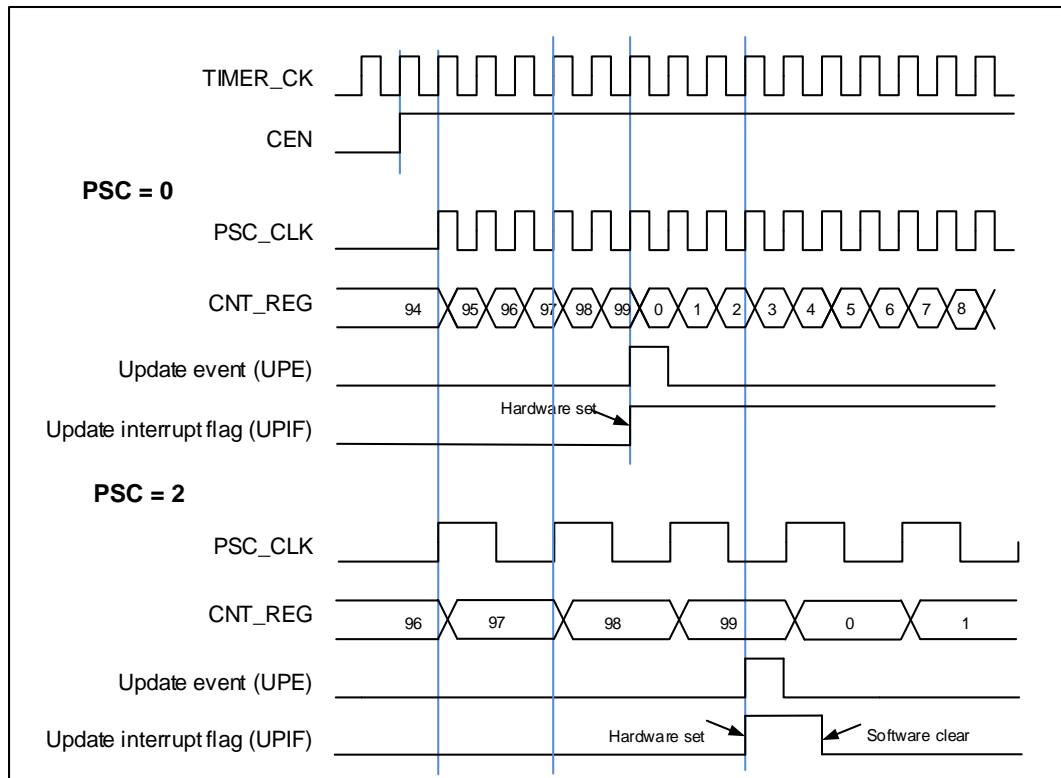 TIMER_CK
CEN
PSC = 0
PSC_CLK
CNT_REG 94 95 96 97 98 99 0 1 2 3 4 5 6 7 8
Update event (UPE)
Hardware set
Update interrupt flag (UPIF)
PSC = 2
PSC_CLK
CNT_REG 96 97 98 99 0 1
Update event (UPE)
Update interrupt flag (UPIF) Hardware set Software clear